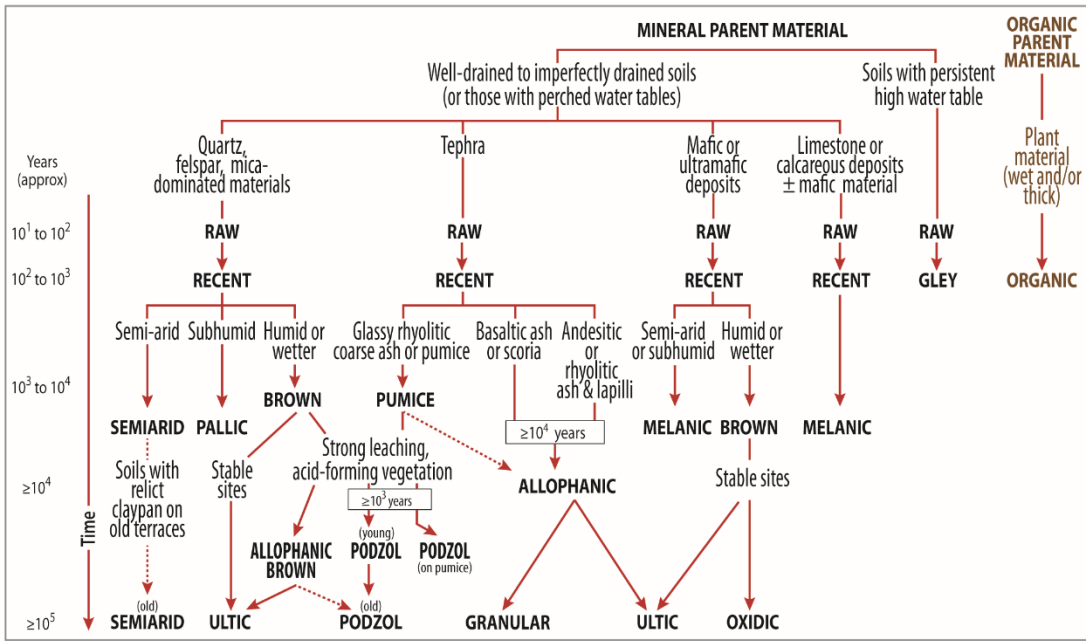 MINERAL PARENT MATERIAL
ORGANIC
PARENT
MATERIAL
Well-drained to imperfectly drained soils
(or those with perched water tables)
Soils with persistent
high water table
Years
(approx)
Quartz,
felspar, mica-
dominated materials
Tephra
Mafic or
ultramafic
deposits
Limestone or
calcareous deposits
± mafic material
Plant
material
(wet and/or
thick)
10¹ to 10²
RAW
RAW
RAW
RAW
RAW
10² to 10³
RECENT
RECENT
RECENT
RECENT
GLEY
ORGANIC
Semi-arid
Subhumid
Humid or
wetter
Glassy rhyolitic
coarse ash or pumice
Basaltic ash
or scoria
Andesitic
or
rhyolitic
ash & lapilli
Semi-arid
or subhumid
Humid or
wetter
10³ to 10⁴
BROWN
PUMICE
SEMIARID
PALLIC
≥10⁴ years
MELANIC
BROWN
MELANIC
Strong leaching,
acid-forming vegetation
≥10⁴
Soils with
relict
claypan on
old terraces
Stable
sites
≥10³ years
ALLOPHANIC
Stable sites
Time
ALLOPHANIC
BROWN
(young)
PODZOL
PODZOL
(on pumice)
≥10⁵
(old)
SEMIARID
ULTIC
(old)
PODZOL
GRANULAR
ULTIC
OXIDIC